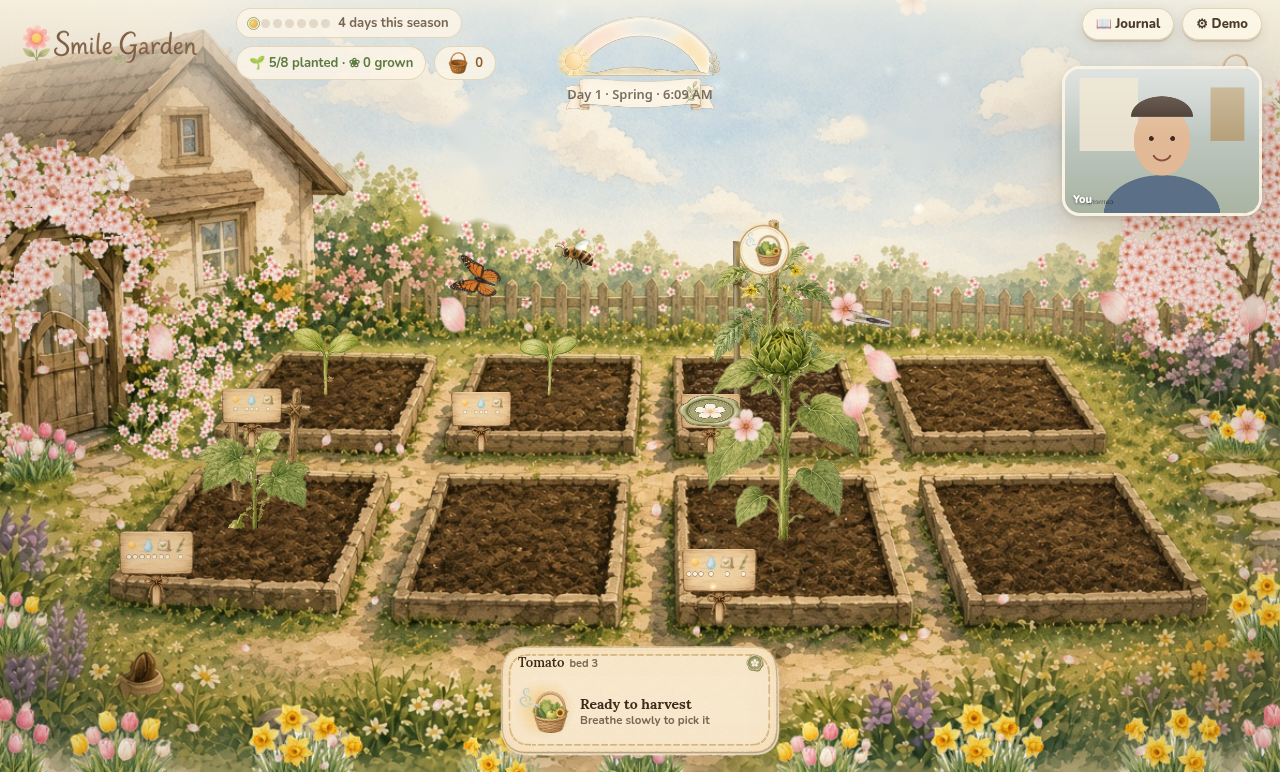 Smile Garden
4 days this season
5/8 planted · 0 grown
0
Day 1 · Spring · 6:09 AM
Journal
Demo
You
Tomato bed 3
Ready to harvest
Breathe slowly to pick it